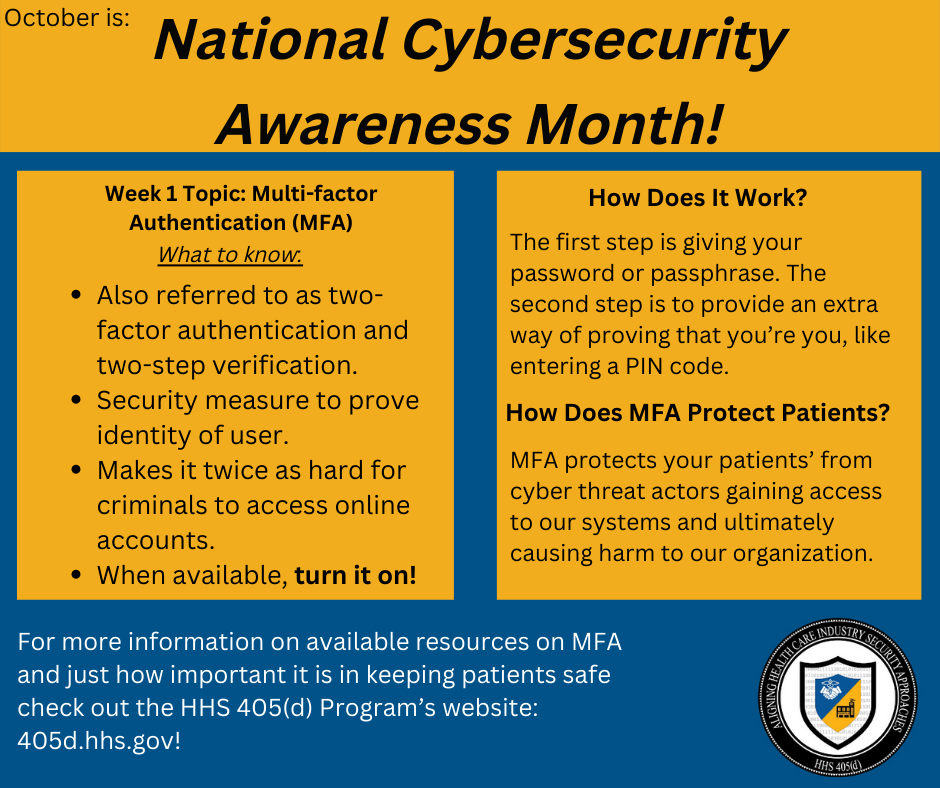 October is:
National Cybersecurity
Awareness Month!
Week 1 Topic: Multi-factor
Authentication (MFA)
What to know:
• Also referred to as two-
factor authentication and
two-step verification.
• Security measure to prove
identity of user.
• Makes it twice as hard for
criminals to access online
accounts.
• When available, turn it on!
How Does It Work?
The first step is giving your
password or passphrase. The
second step is to provide an extra
way of proving that you’re you, like
entering a PIN code.
How Does MFA Protect Patients?
MFA protects your patients’ from
cyber threat actors gaining access
to our systems and ultimately
causing harm to our organization.
For more information on available resources on MFA
and just how important it is in keeping patients safe
check out the HHS 405(d) Program’s website:
405d.hhs.gov!
ALIGNING HEALTH CARE INDUSTRY SECURITY APPROACHES
HHS 405(d)